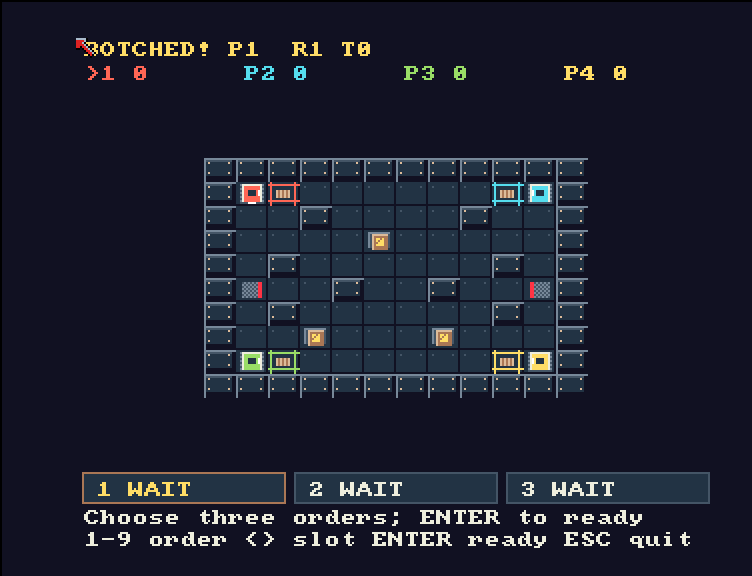 BOTCHED! P1 R1 T0
>1 0 P2 0 P3 0 P4 0
1 WAIT 2 WAIT 3 WAIT
Choose three orders; ENTER to ready
1-9 order <> slot ENTER ready ESC quit